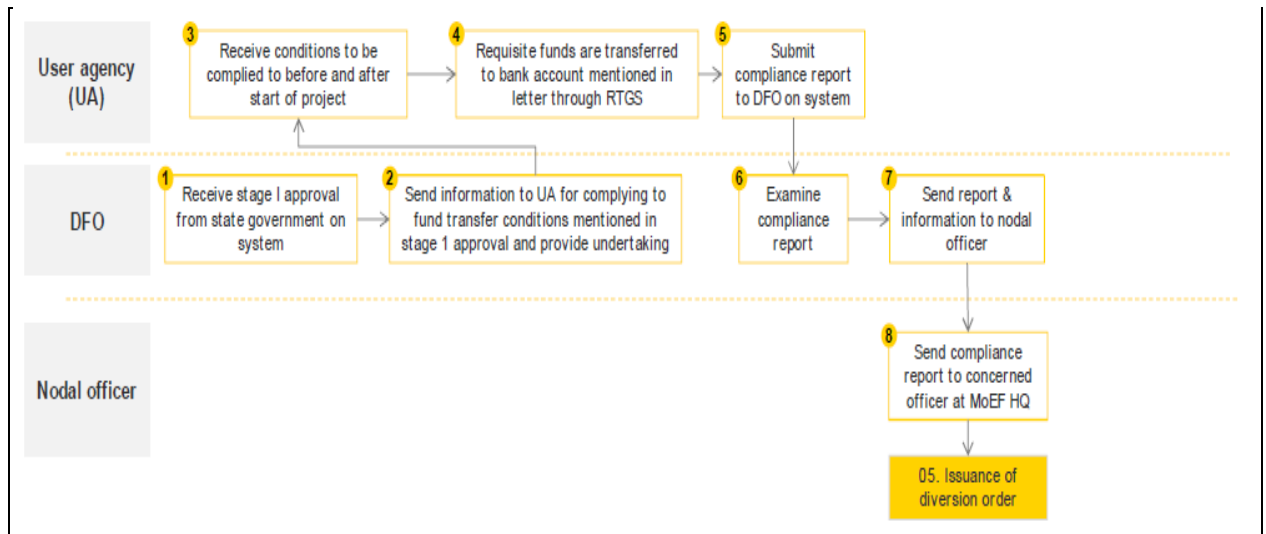 User agency
(UA)
3
Receive conditions to be
complied to before and after
start of project
4
Requisite funds are transferred
to bank account mentioned in
letter through RTGS
5
Submit
compliance report
to DFO on system
DFO
1
Receive stage I approval
from state government on
system
2
Send information to UA for complying to
fund transfer conditions mentioned in
stage 1 approval and provide undertaking
6
Examine
compliance
report
7
Send report &
information to nodal
officer
Nodal officer
8
Send compliance
report to concerned
officer at MoEF HQ
05. Issuance of
diversion order